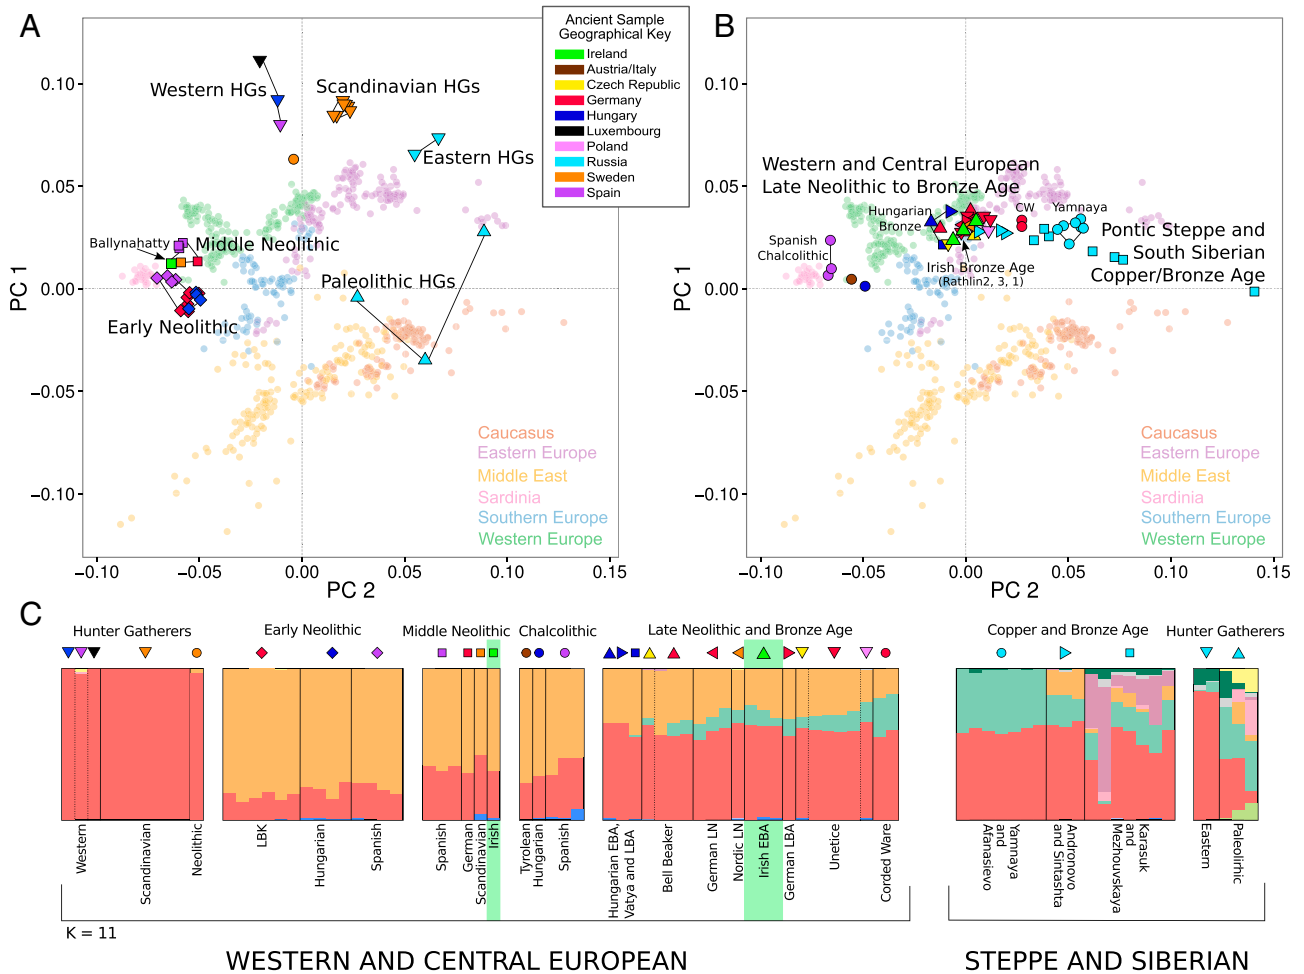 A
B
Ancient Sample
Geographical Key
Ireland
Austria/Italy
Czech Republic
Germany
Hungary
Luxembourg
Poland
Russia
Sweden
Spain
0.10
0.05
0.00
−0.05
−0.10
PC 1
−0.10
−0.05
0.00
0.05
0.10
0.15
PC 2
Western HGs
Scandinavian HGs
Eastern HGs
Ballynahatty
Middle Neolithic
Paleolithic HGs
Early Neolithic
Caucasus
Eastern Europe
Middle East
Sardinia
Southern Europe
Western Europe
0.10
0.05
0.00
−0.05
−0.10
PC 1
−0.10
−0.05
0.00
0.05
0.10
0.15
PC 2
Western and Central European
Late Neolithic to Bronze Age
Hungarian
Bronze
CW
Yamnaya
Spanish
Chalcolithic
Pontic Steppe and
South Siberian
Copper/Bronze Age
Irish Bronze Age
(Rathlin2, 3, 1)
Caucasus
Eastern Europe
Middle East
Sardinia
Southern Europe
Western Europe
C
Hunter Gatherers
Early Neolithic
Middle Neolithic
Chalcolithic
Late Neolithic and Bronze Age
Copper and Bronze Age
Hunter Gatherers
Western
Scandinavian
Neolithic
LBK
Hungarian
Spanish
Spanish
German
Scandinavian
Irish
Tyrolean
Hungarian
Spanish
Hungarian EBA,
Vatya and LBA
Bell Beaker
German LN
Nordic LN
Irish EBA
German LBA
Unetice
Corded Ware
Afanasievo
and
Yamnaya
Andronovo
and Sintashta
Mezhouvskaya
and
Karasuk
Eastern
Paleolirhic
K = 11
WESTERN AND CENTRAL EUROPEAN
STEPPE AND SIBERIAN